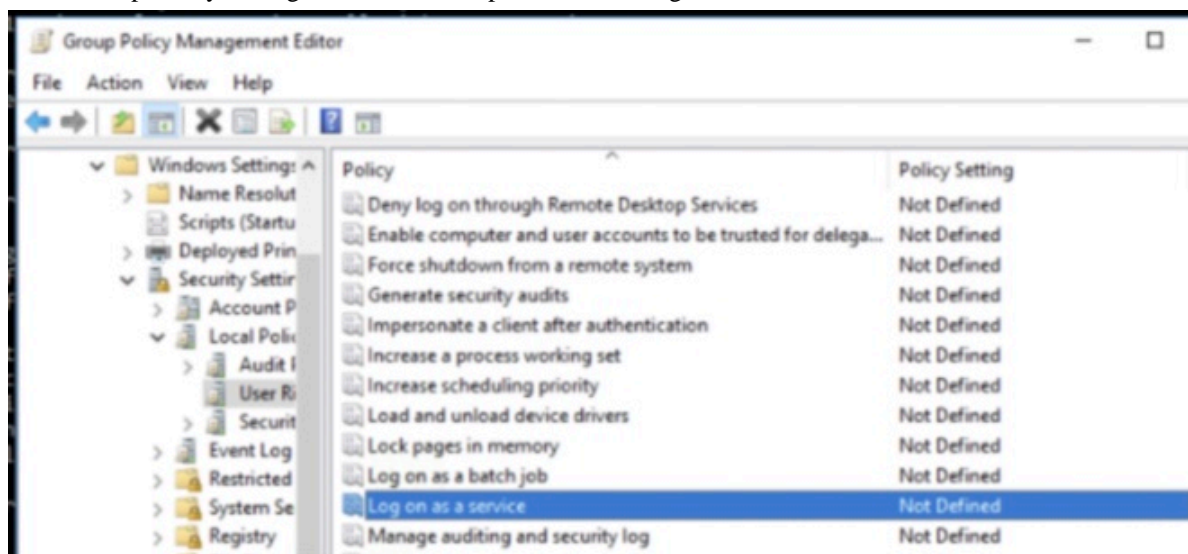 Group Policy Management Editor
File Action View Help
Windows Settings
Name Resolut
Scripts (Startu
Deployed Prin
Security Settin
Account P
Local Polic
Audit P
User Ri
Securit
Event Log
Restricted
System Se
Registry
Policy Policy Setting
Deny log on through Remote Desktop Services Not Defined
Enable computer and user accounts to be trusted for delega... Not Defined
Force shutdown from a remote system Not Defined
Generate security audits Not Defined
Impersonate a client after authentication Not Defined
Increase a process working set Not Defined
Increase scheduling priority Not Defined
Load and unload device drivers Not Defined
Lock pages in memory Not Defined
Log on as a batch job Not Defined
Log on as a service Not Defined
Manage auditing and security log Not Defined